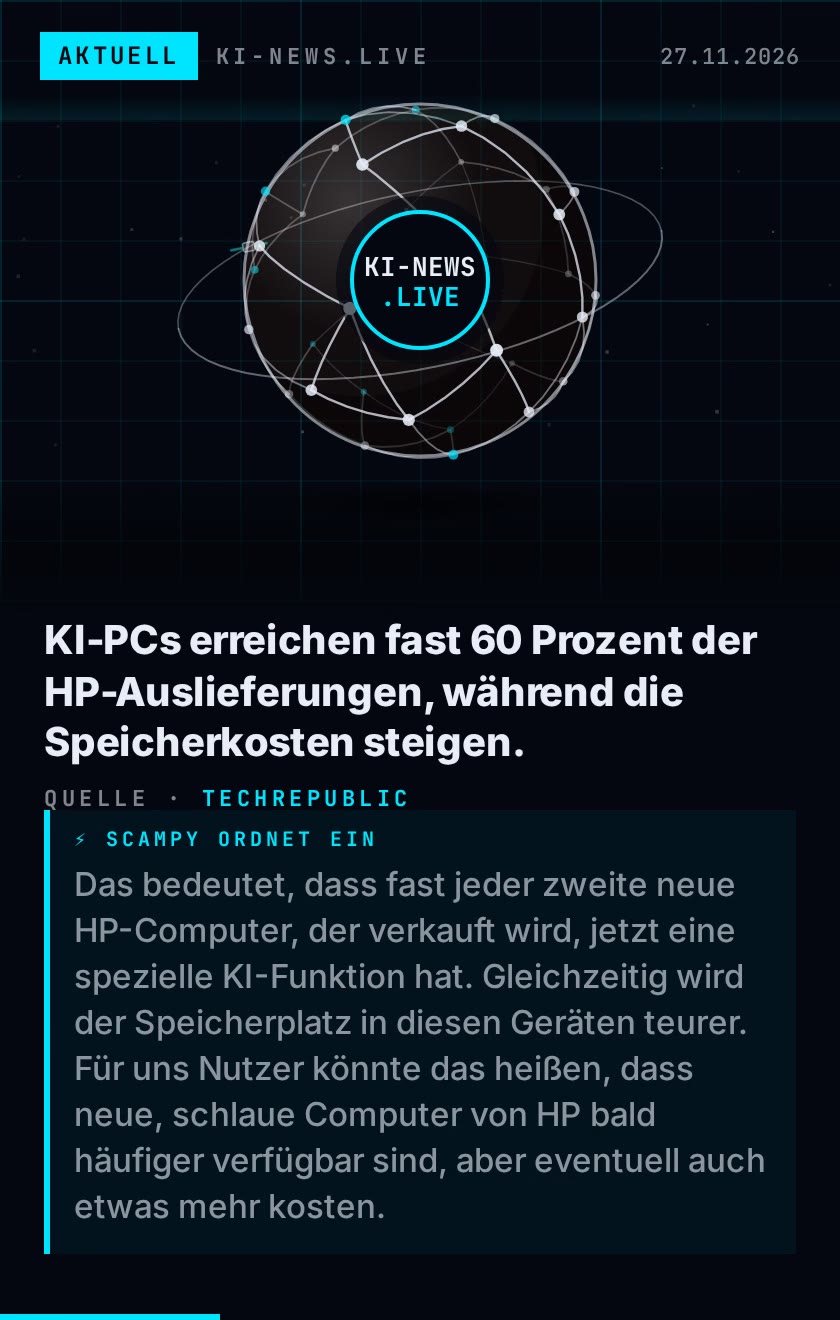 AKTUELL KI-NEWS.LIVE 27.11.2026
KI-NEWS
.LIVE
KI-PCs erreichen fast 60 Prozent der
HP-Auslieferungen, während die
Speicherkosten steigen.
QUELLE · TECHREPUBLIC
⚡ SCAMPY ORDNET EIN
Das bedeutet, dass fast jeder zweite neue
HP-Computer, der verkauft wird, jetzt eine
spezielle KI-Funktion hat. Gleichzeitig wird
der Speicherplatz in diesen Geräten teurer.
Für uns Nutzer könnte das heißen, dass
neue, schlaue Computer von HP bald
häufiger verfügbar sind, aber eventuell auch
etwas mehr kosten.